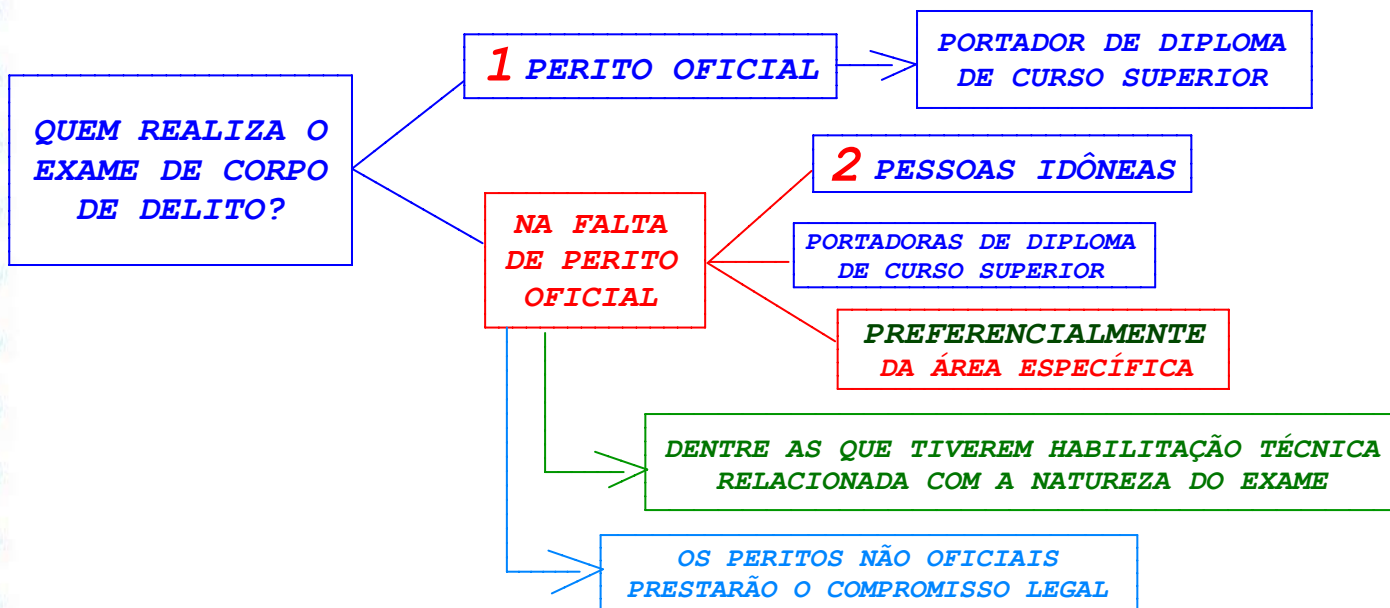 QUEM REALIZA O
EXAME DE CORPO
DE DELITO?
1 PERITO OFICIAL
PORTADOR DE DIPLOMA
DE CURSO SUPERIOR
NA FALTA
DE PERITO
OFICIAL
2 PESSOAS IDÔNEAS
PORTADORAS DE DIPLOMA
DE CURSO SUPERIOR
PREFERENCIALMENTE
DA ÁREA ESPECÍFICA
DENTRE AS QUE TIVEREM HABILITAÇÃO TÉCNICA
RELACIONADA COM A NATUREZA DO EXAME
OS PERITOS NÃO OFICIAIS
PRESTARÃO O COMPROMISSO LEGAL